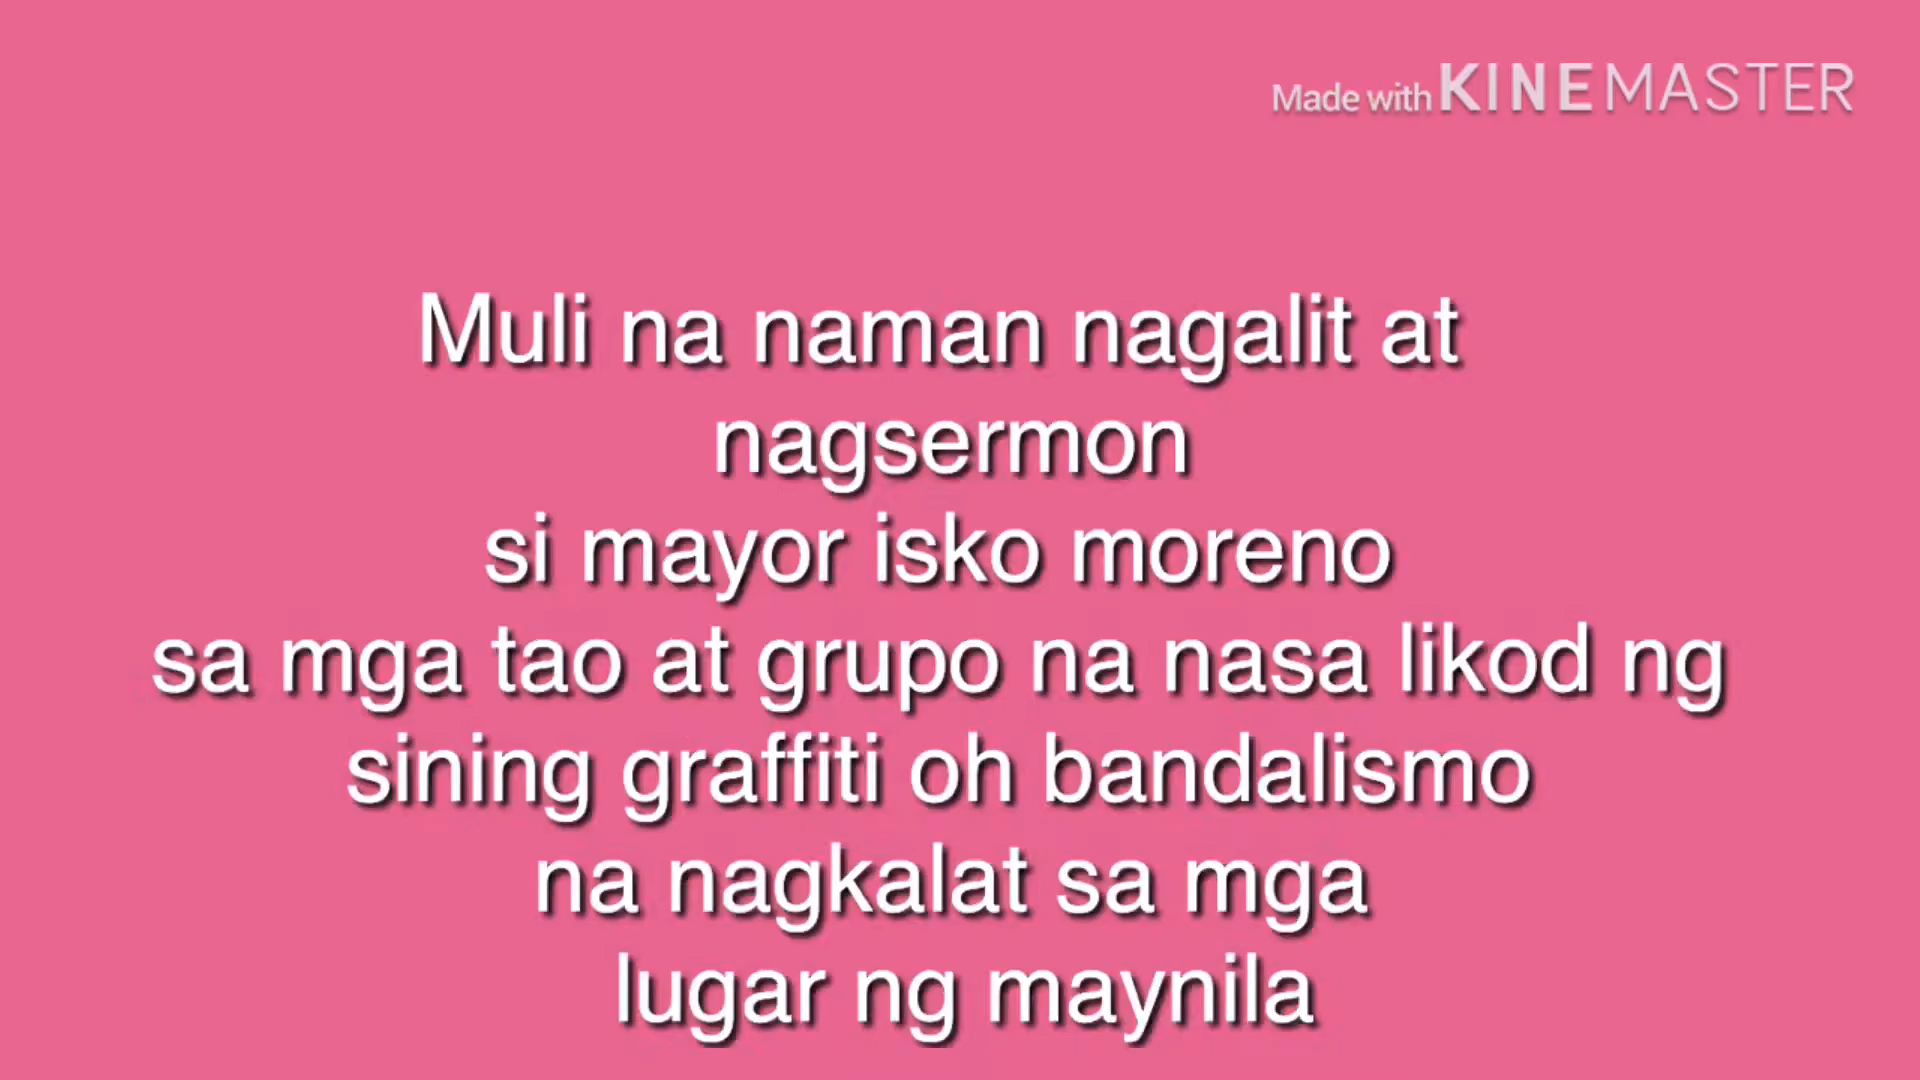 Made with KINEMASTER
Muli na naman nagalit at
nagsermon
si mayor isko moreno
sa mga tao at grupo na nasa likod ng
sining graffiti oh bandalismo
na nagkalat sa mga
lugar ng maynila